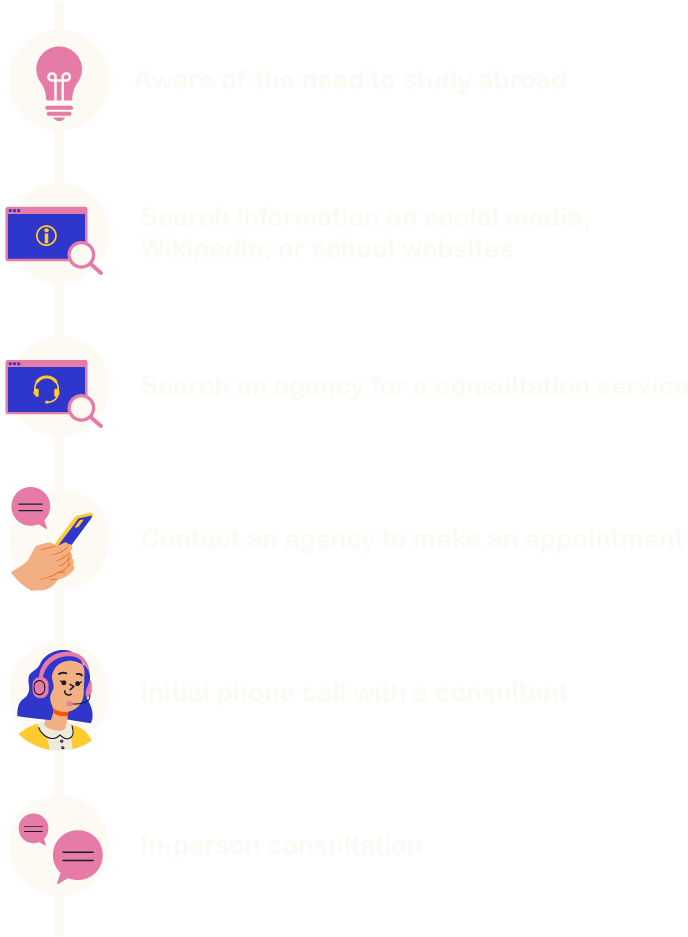 Aware of the need to study abroad
Search information on social media,
Wikipedia, or school websites
Search an agency for a consultation service
Contact an agency to make an appointment
Initial phone call with a consultant
In-person consultation